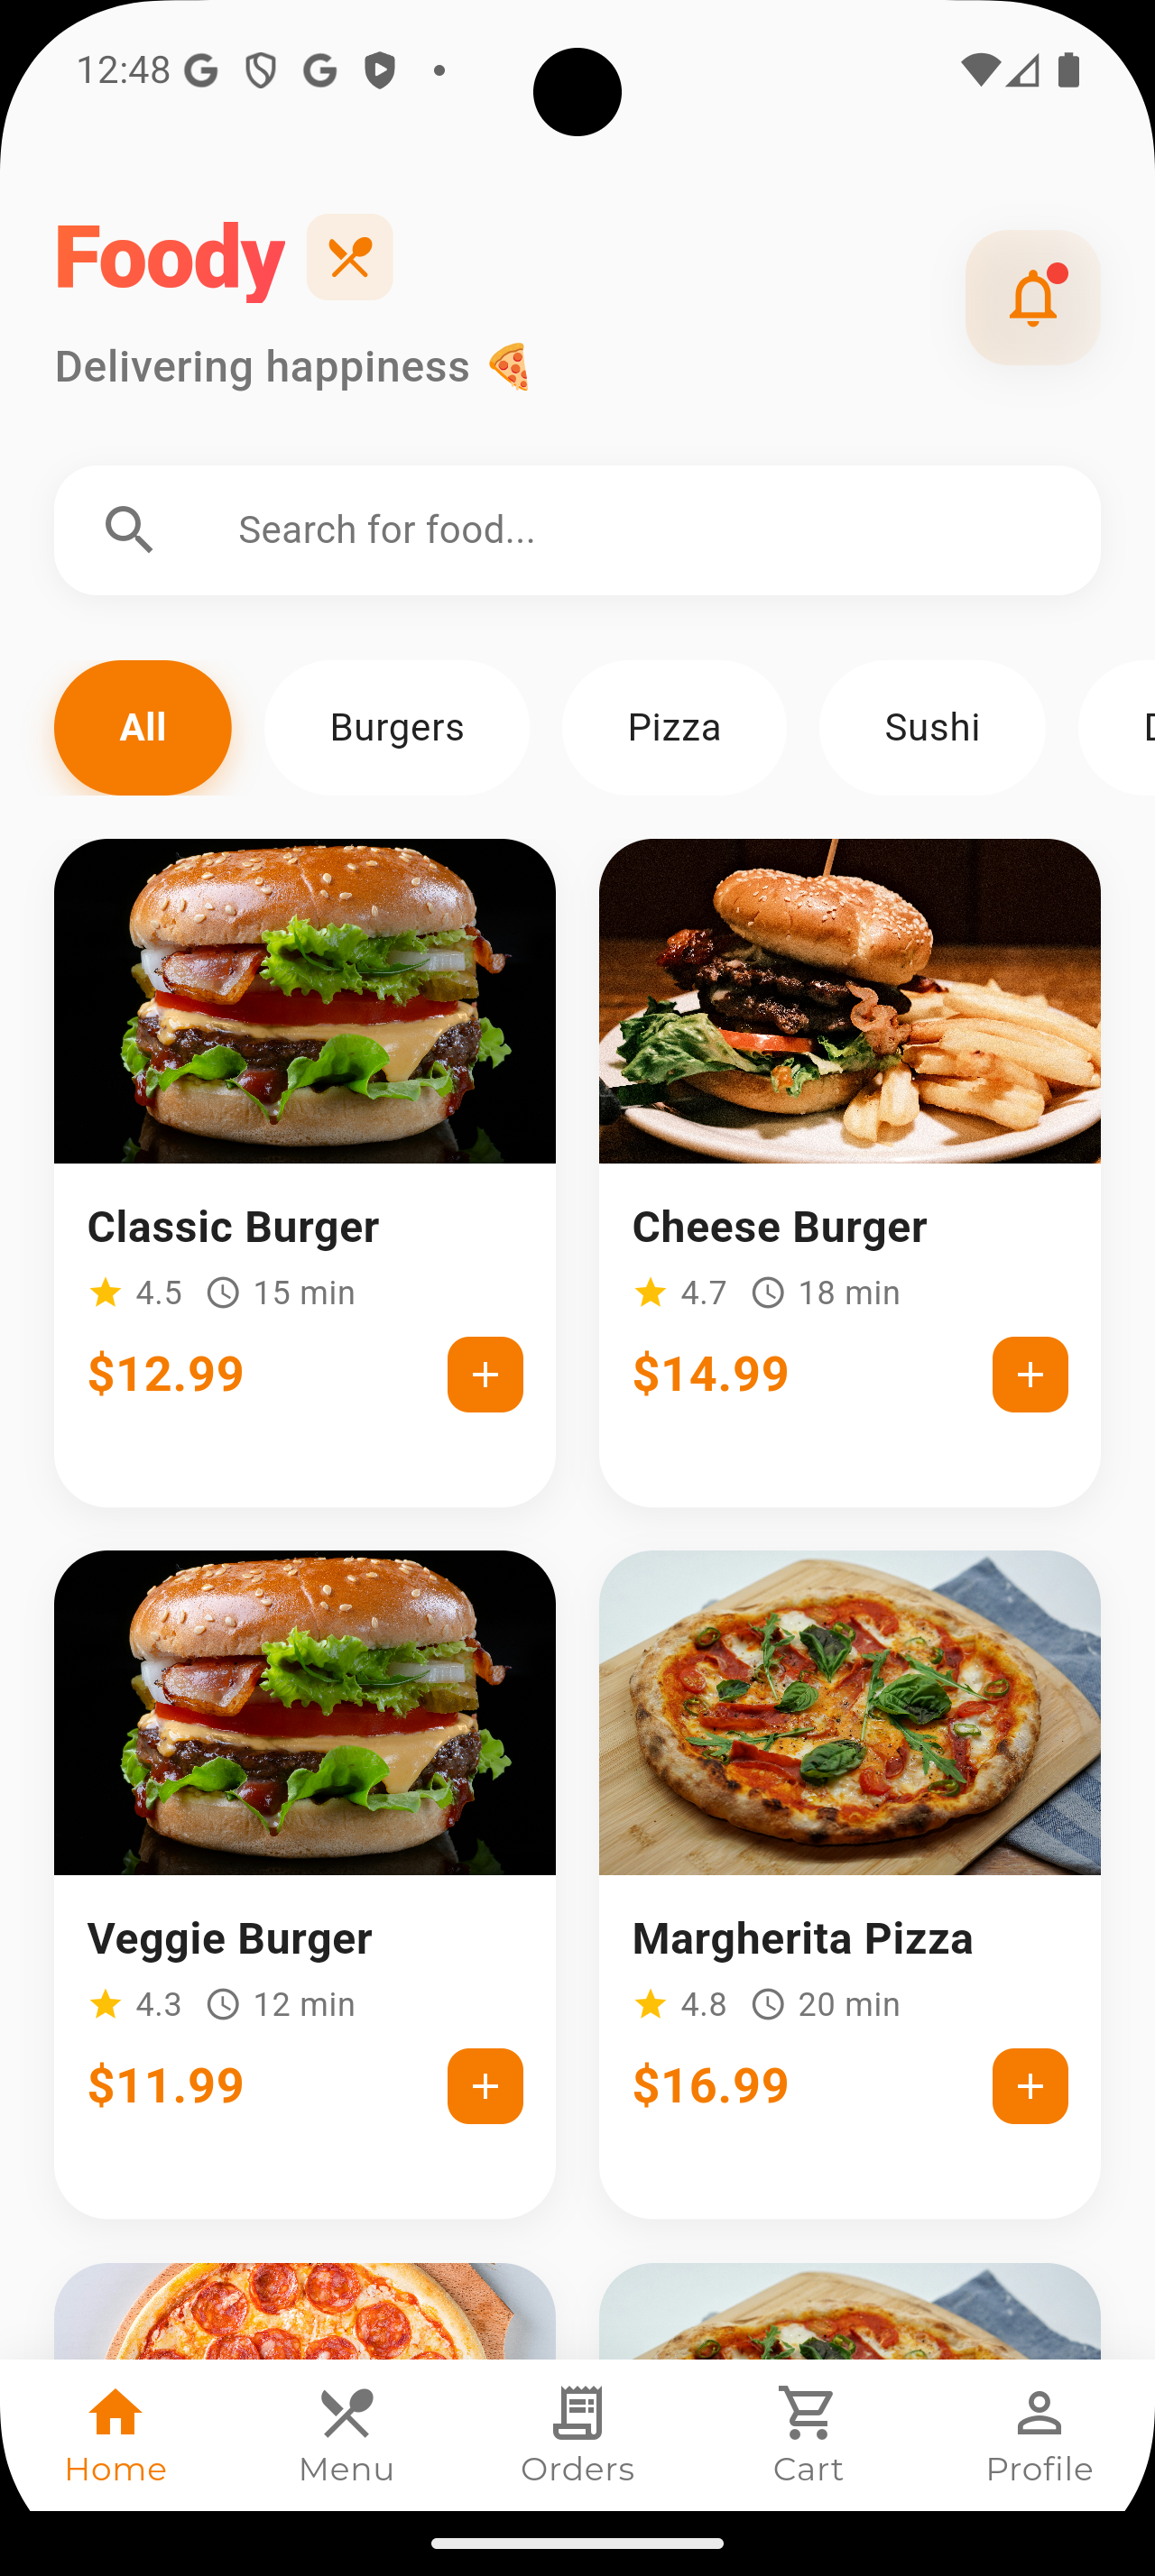 12:48
Foody
Delivering happiness 🍕
Search for food...
All Burgers Pizza Sushi
Classic Burger
4.5 15 min
$12.99 +
Cheese Burger
4.7 18 min
$14.99 +
Veggie Burger
4.3 12 min
$11.99 +
Margherita Pizza
4.8 20 min
$16.99 +
Home Menu Orders Cart Profile